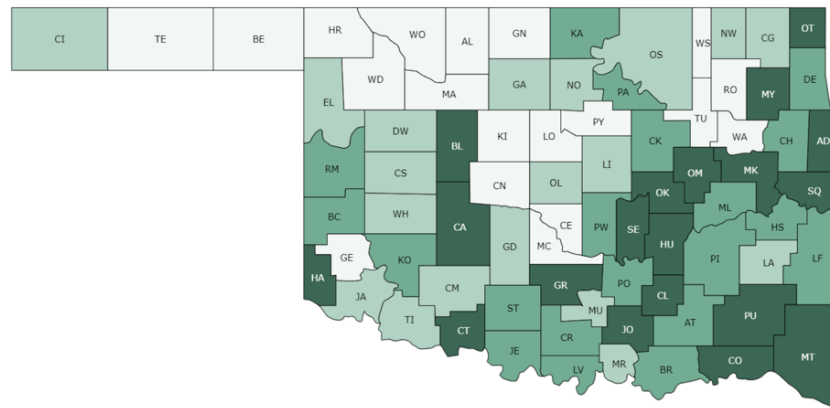 HR WO AL GN KA OS WS NW CG OT
CI TE BE
WD MA GA NO PA RO MY DE
EL
DW BL KI LO PY TU WA CK CH AD
RM CS CN OL LI OM MK
OK SQ
BC WH CA GD CE PW SE ML HS
MC HU
GE KO PI LA LF
HA JA CM GR PO CL
TI ST MU PU
CT CR JO AT
JE LV MR BR CO MT